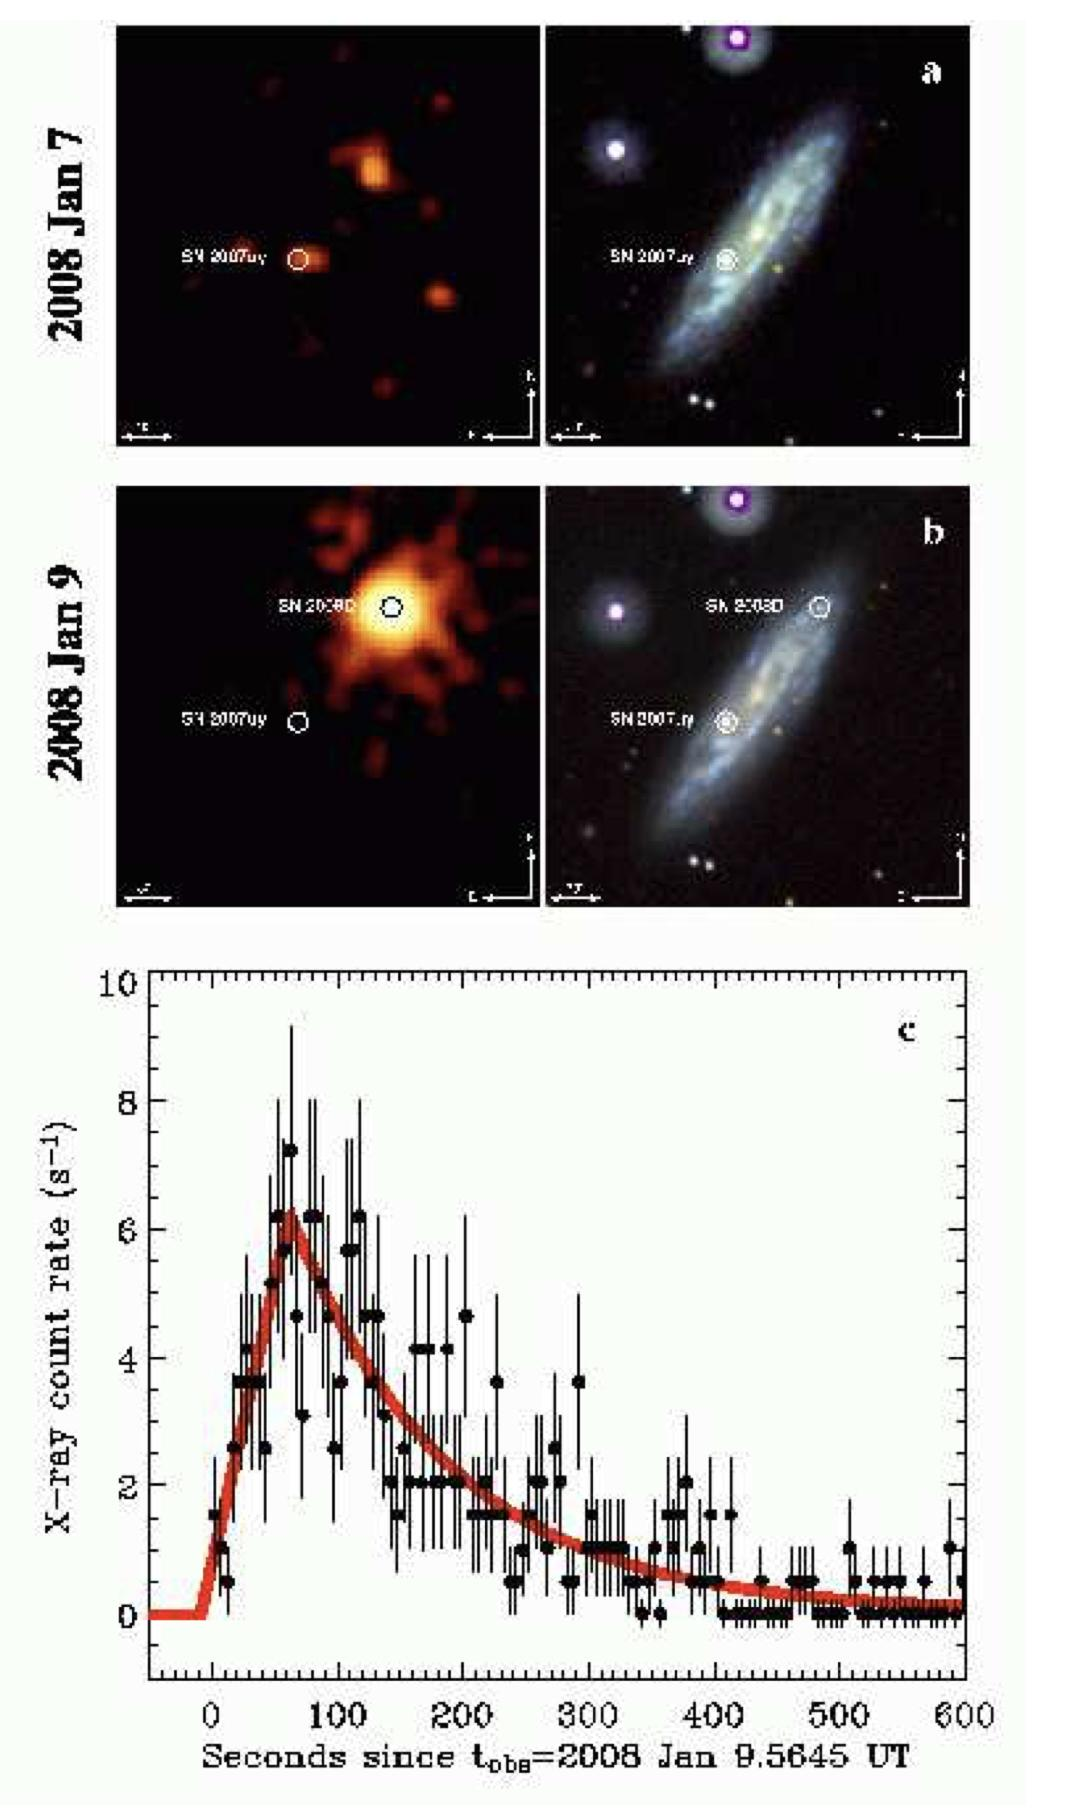 2008 Jan 7
a
SN 2007uy
SN 2007uy
2008 Jan 9
b
SN 2008D
SN 2008D
SN 2007uy
SN 2007uy
c
X-ray count rate (s⁻¹)
10
8
6
4
2
0
0 100 200 300 400 500 600
Seconds since tobs=2008 Jan 9.5645 UT